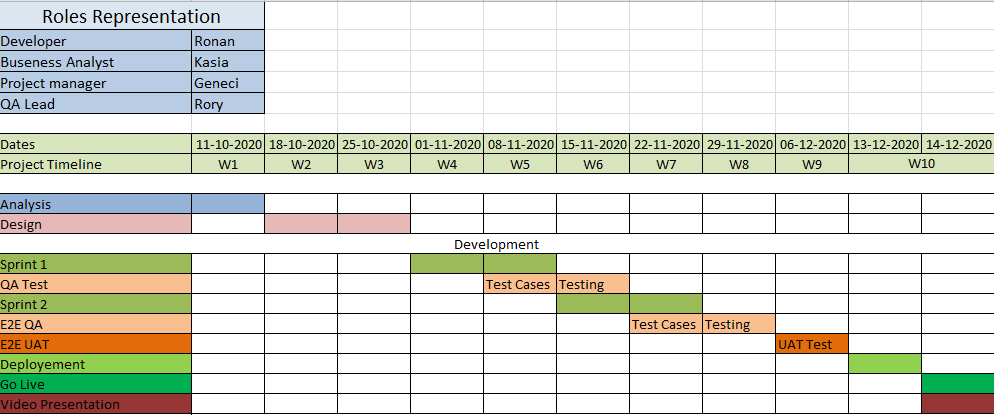 Roles Representation
Developer Ronan
Buseness Analyst Kasia
Project manager Geneci
QA Lead Rory
Dates 11-10-2020 18-10-2020 25-10-2020 01-11-2020 08-11-2020 15-11-2020 22-11-2020 29-11-2020 06-12-2020 13-12-2020 14-12-2020
Project Timeline W1 W2 W3 W4 W5 W6 W7 W8 W9 W10
Analysis
Design
Development
Sprint 1
QA Test Test Cases Testing
Sprint 2
E2E QA Test Cases Testing
E2E UAT UAT Test
Deployement
Go Live
Video Presentation